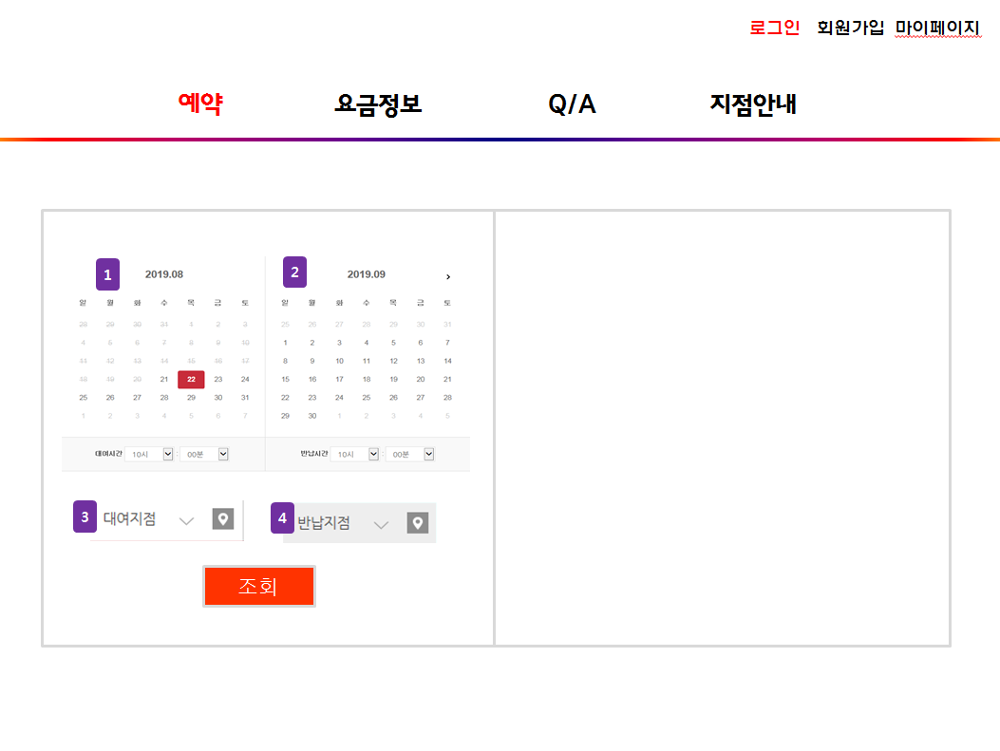 로그인 회원가입 마이페이지
예약 요금정보 Q/A 지점안내
1 2019.08
일 월 화 수 목 금 토
28 29 30 31 1 2 3
4 5 6 7 8 9 10
11 12 13 14 15 16 17
18 19 20 21 22 23 24
25 26 27 28 29 30 31
1 2 3 4 5 6 7
2 2019.09 >
일 월 화 수 목 금 토
25 26 27 28 29 30 31
1 2 3 4 5 6 7
8 9 10 11 12 13 14
15 16 17 18 19 20 21
22 23 24 25 26 27 28
29 30 1 2 3 4 5
대여시간 10시 : 00분
반납시간 10시 : 00분
3 대여지점
4 반납지점
조회